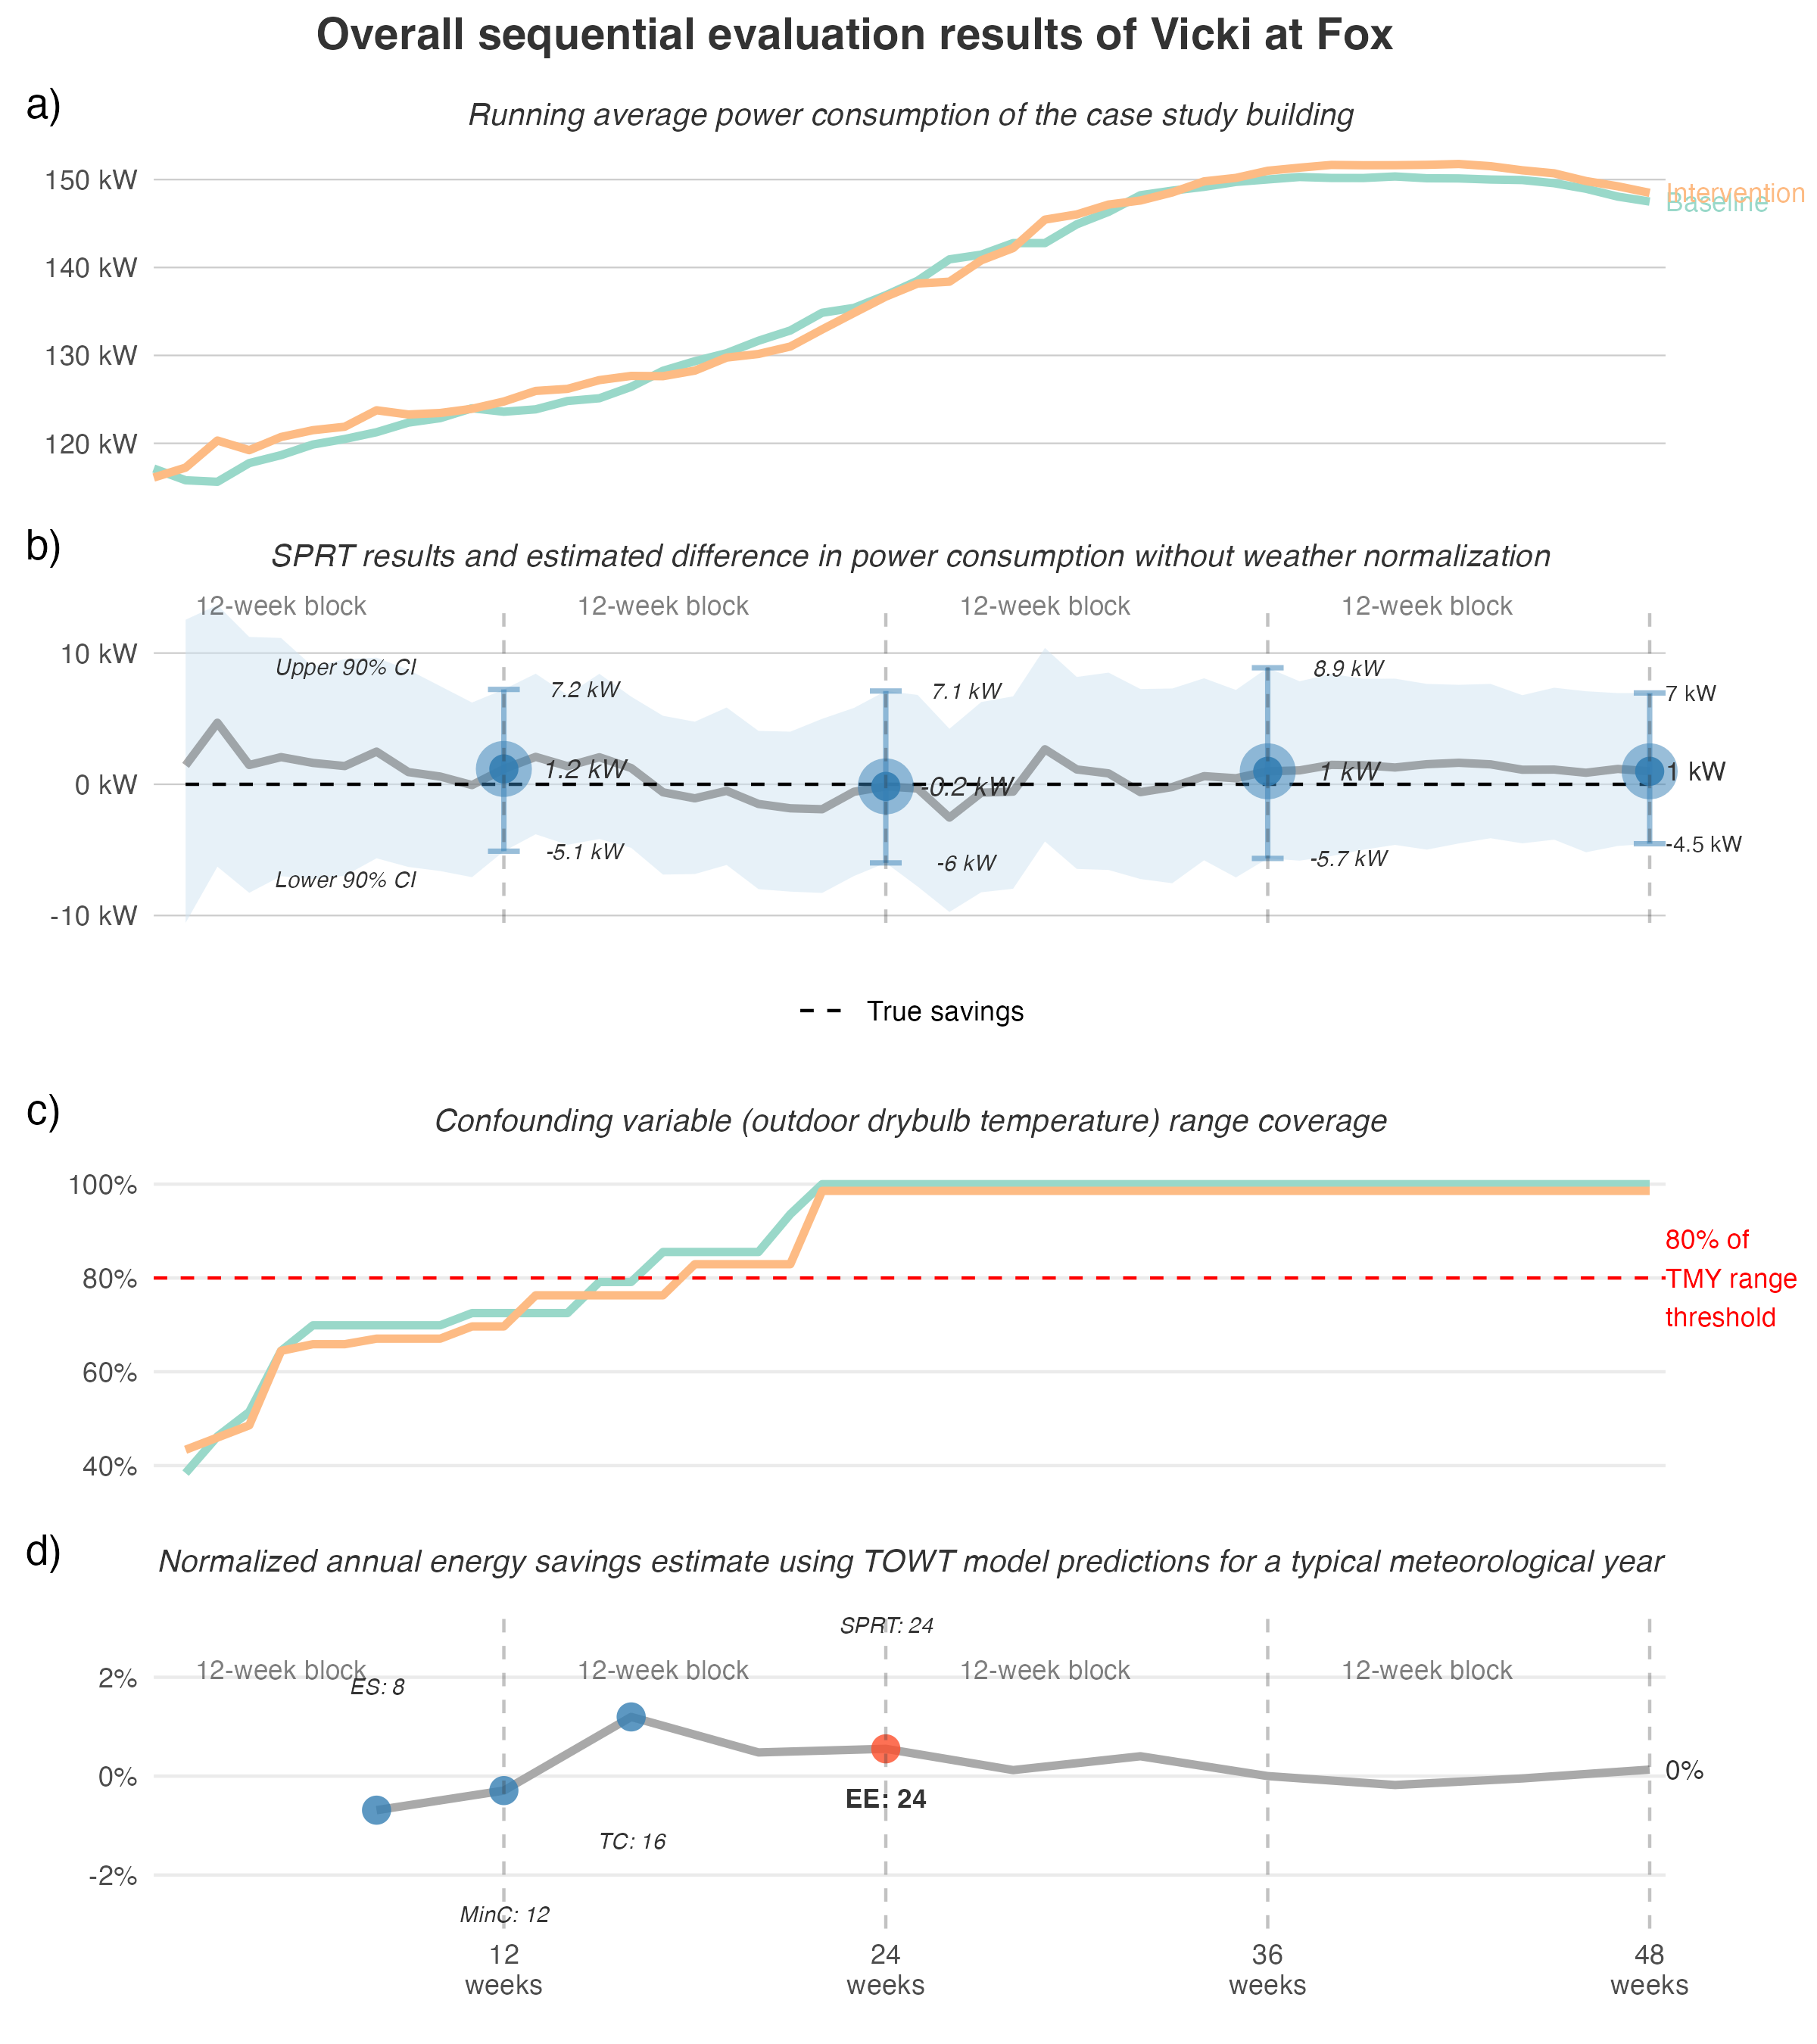 Overall sequential evaluation results of Vicki at Fox
a)
Running average power consumption of the case study building
150 kW
140 kW
130 kW
120 kW
Intervention
Baseline
b)
SPRT results and estimated difference in power consumption without weather normalization
12-week block
12-week block
12-week block
12-week block
10 kW
0 kW
-10 kW
Upper 90% CI
Lower 90% CI
7.2 kW
1.2 kW
-5.1 kW
7.1 kW
-0.2 kW
-6 kW
8.9 kW
1 kW
-5.7 kW
7 kW
1 kW
-4.5 kW
True savings
c)
Confounding variable (outdoor drybulb temperature) range coverage
100%
80%
60%
40%
80% of
TMY range
threshold
d)
Normalized annual energy savings estimate using TOWT model predictions for a typical meteorological year
SPRT: 24
12-week block
12-week block
12-week block
12-week block
2%
0%
-2%
ES: 8
EE: 24
TC: 16
MinC: 12
0%
12
weeks
24
weeks
36
weeks
48
weeks